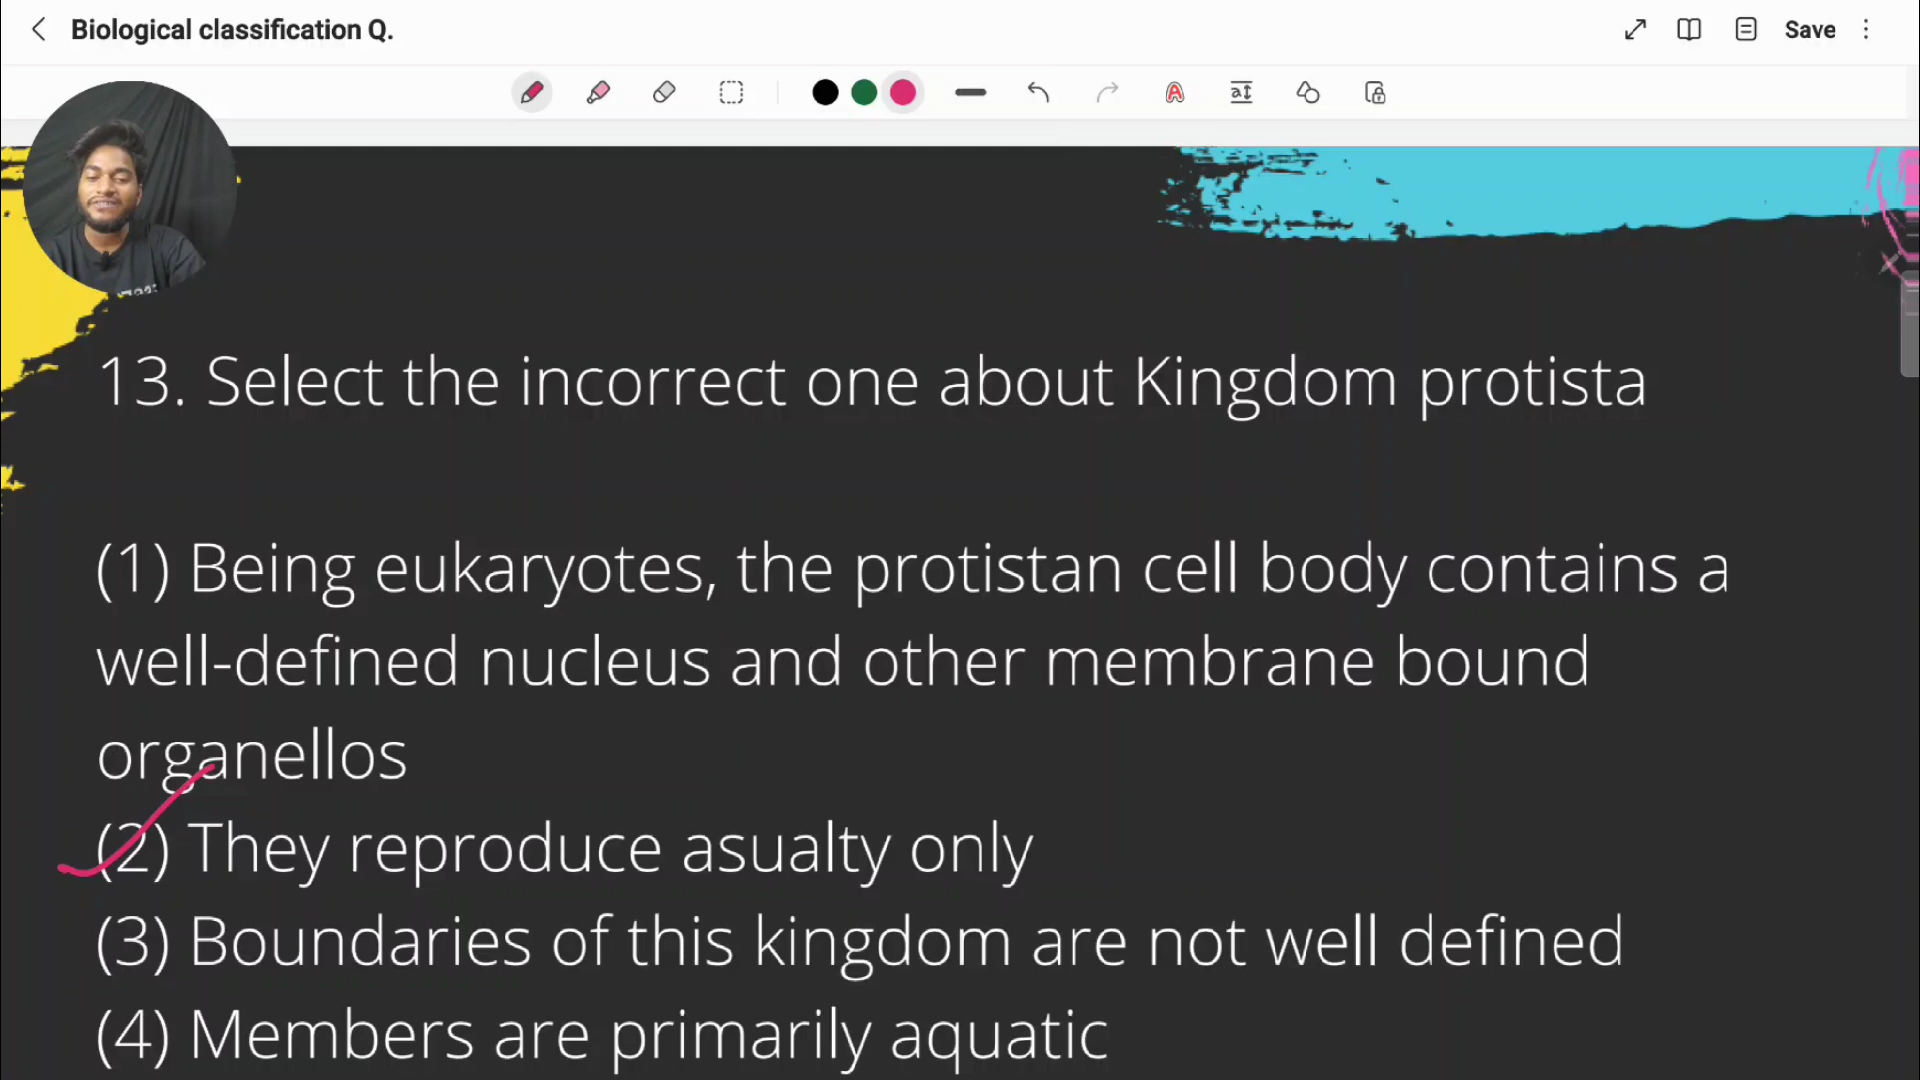 Biological classification Q.
Save
13. Select the incorrect one about Kingdom protista
(1) Being eukaryotes, the protistan cell body contains a
well-defined nucleus and other membrane bound
organellos
(2) They reproduce asualty only
(3) Boundaries of this kingdom are not well defined
(4) Members are primarily aquatic